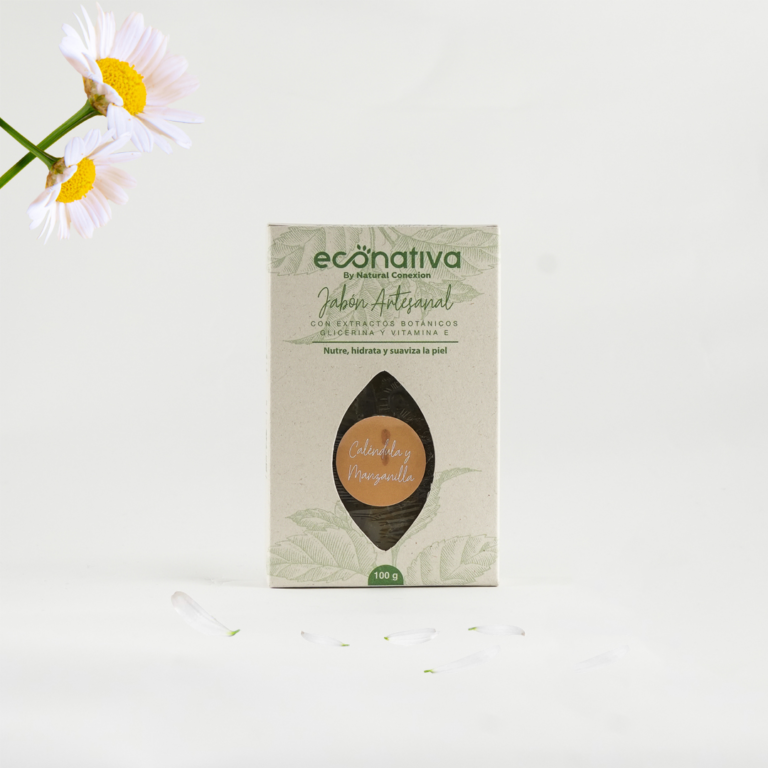 econativa
By Natural Conexion
Jabón Artesanal
CON EXTRACTOS BOTÁNICOS
GLICERINA Y VITAMINA E
Nutre, hidrata y suaviza la piel
Caléndula y
Manzanilla
100 g